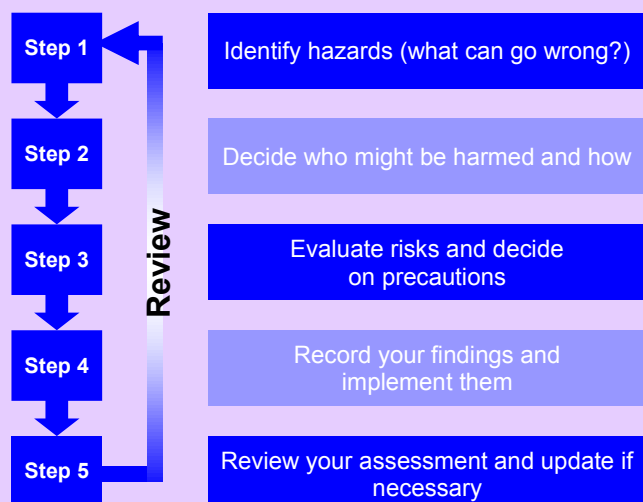 Step 1
Identify hazards (what can go wrong?)
Step 2
Decide who might be harmed and how
Review
Step 3
Evaluate risks and decide
on precautions
Step 4
Record your findings and
implement them
Step 5
Review your assessment and update if
necessary